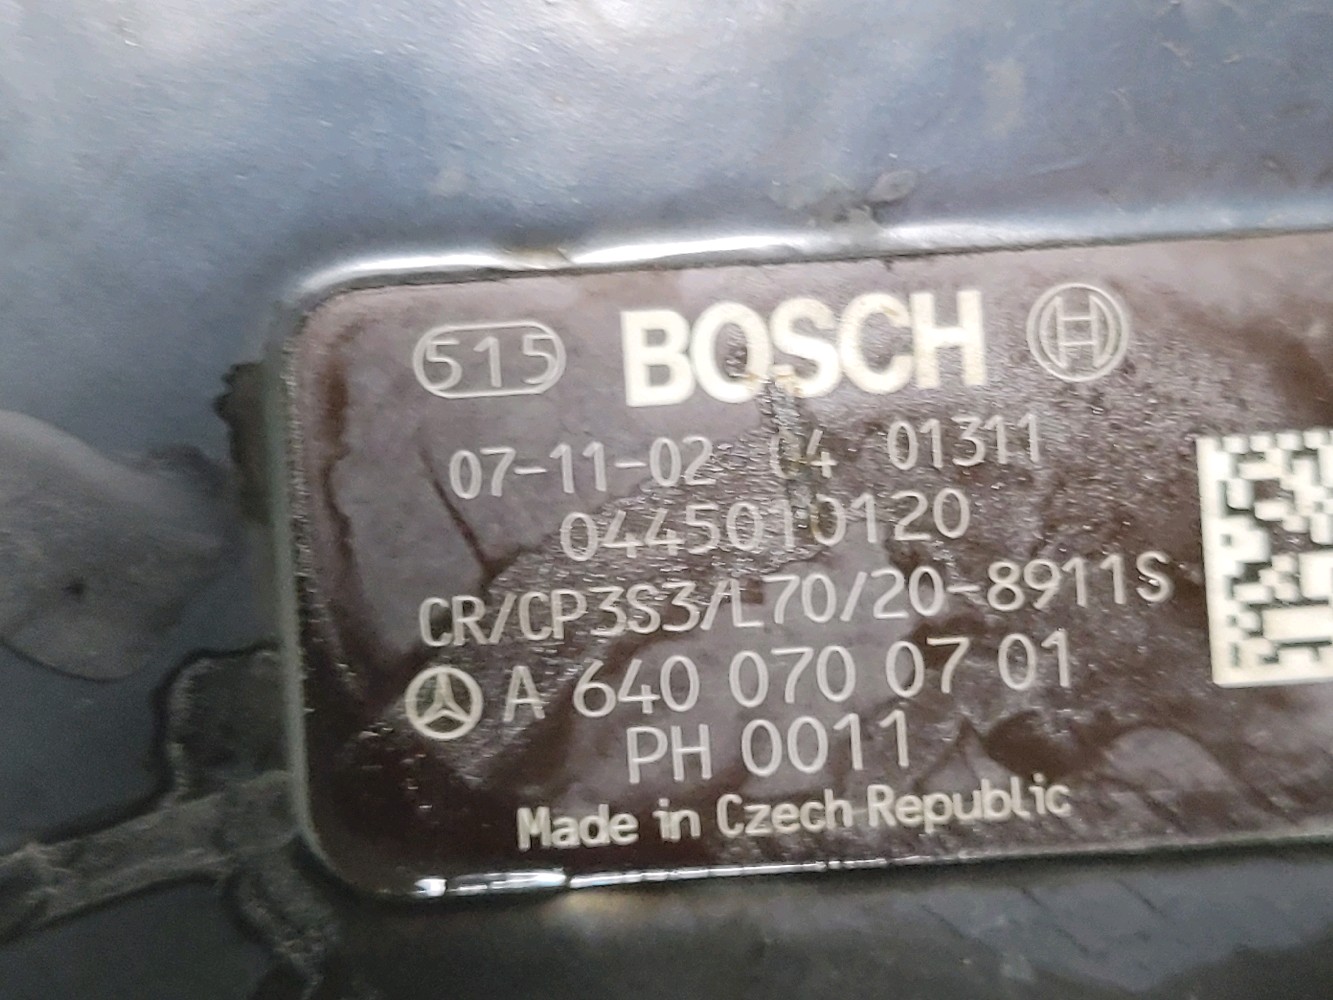 515 BOSCH
07-11-02 04 01311
0445010120
CR/CP3S3/L70/20-8911S
A 640 070 07 01
PH 0011
Made in Czech Republic